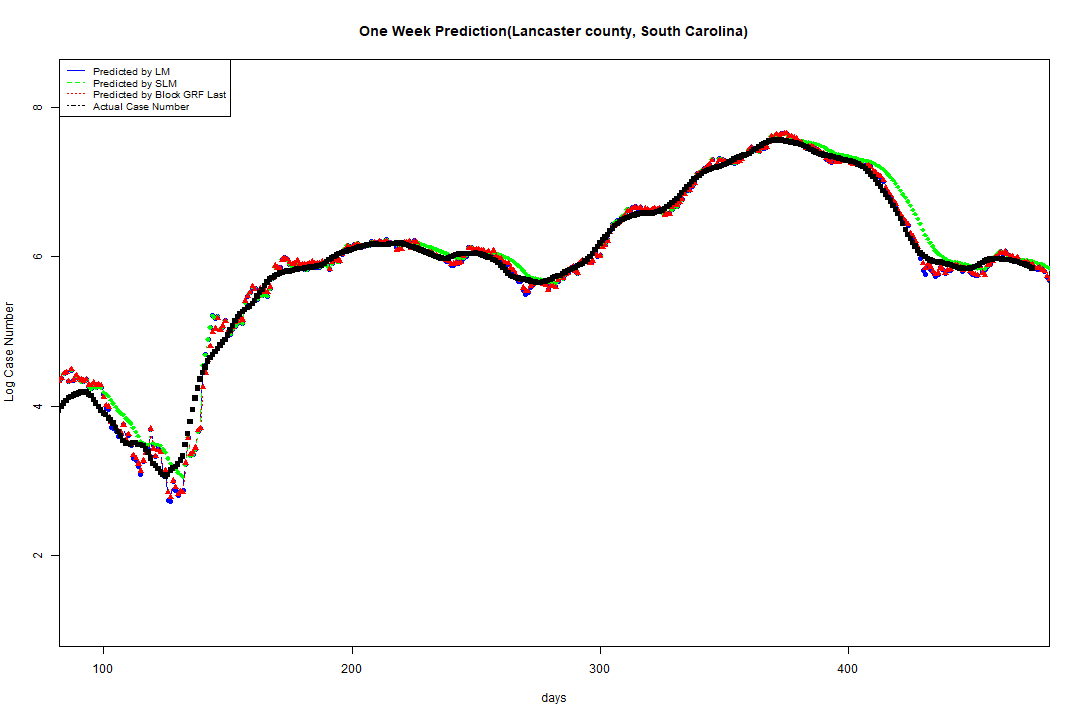 One Week Prediction(Lancaster county, South Carolina)
Predicted by LM
Predicted by SLM
Predicted by Block GRF Last
Actual Case Number
8
6
4
2
Log Case Number
100 200 300 400
days